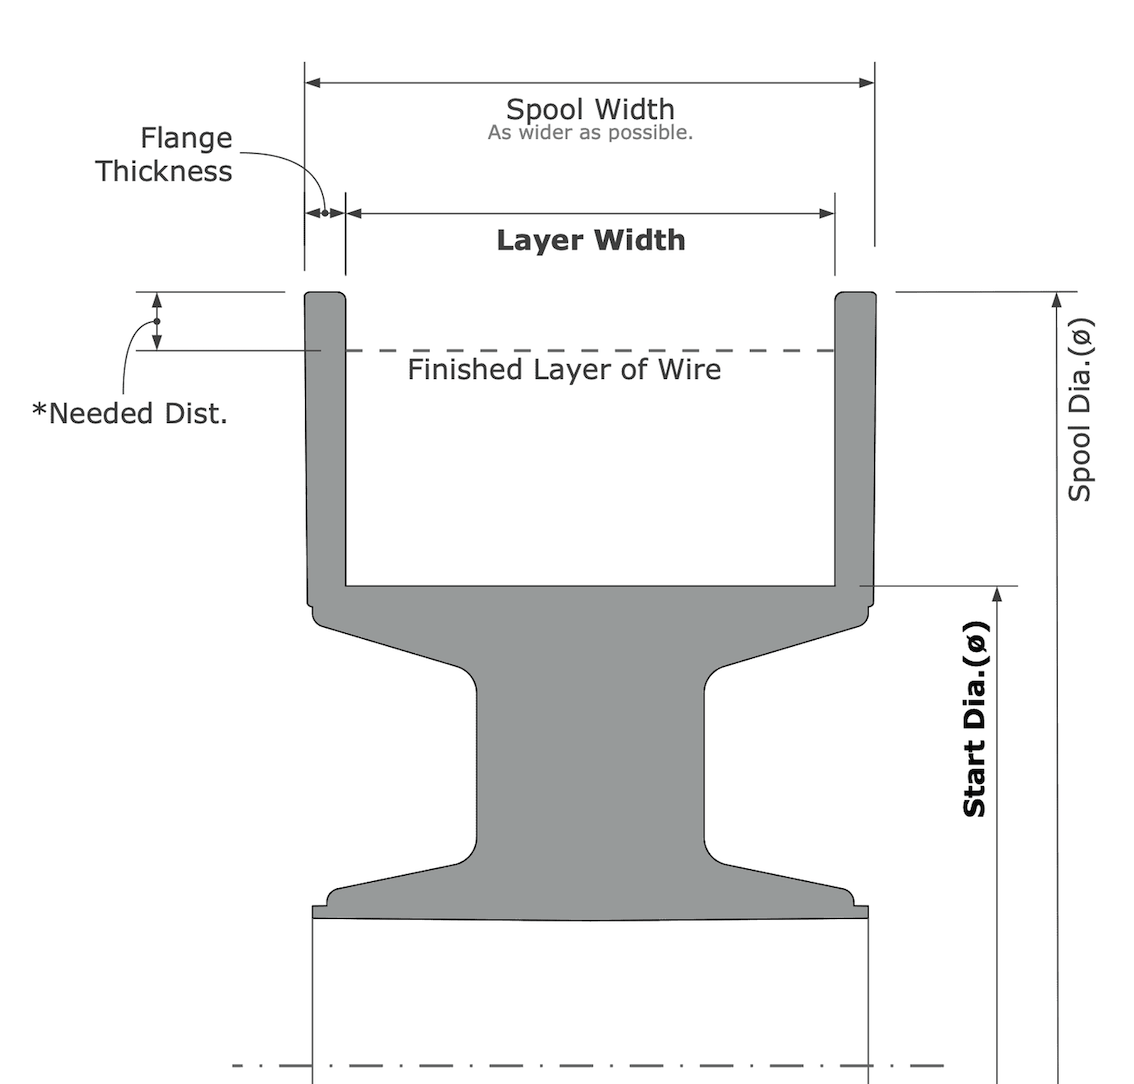 Spool Width
As wider as possible.
Flange
Thickness
Layer Width
Finished Layer of Wire
*Needed Dist.
Spool Dia.(ø)
Start Dia.(ø)